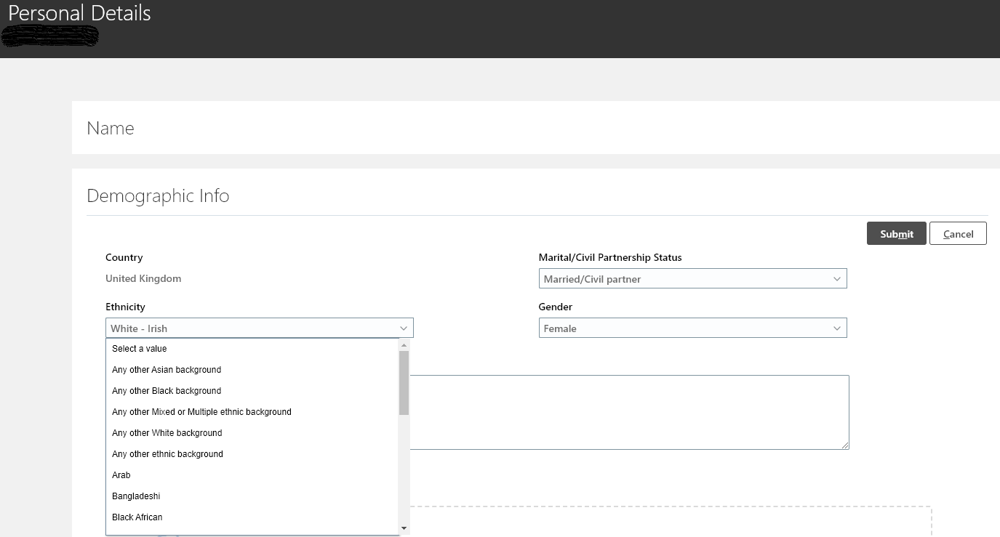 Personal Details
Name
Demographic Info
Submit
Cancel
Country
United Kingdom
Marital/Civil Partnership Status
Married/Civil partner
Ethnicity
White - Irish
Gender
Female
Select a value
Any other Asian background
Any other Black background
Any other Mixed or Multiple ethnic background
Any other White background
Any other ethnic background
Arab
Bangladeshi
Black African